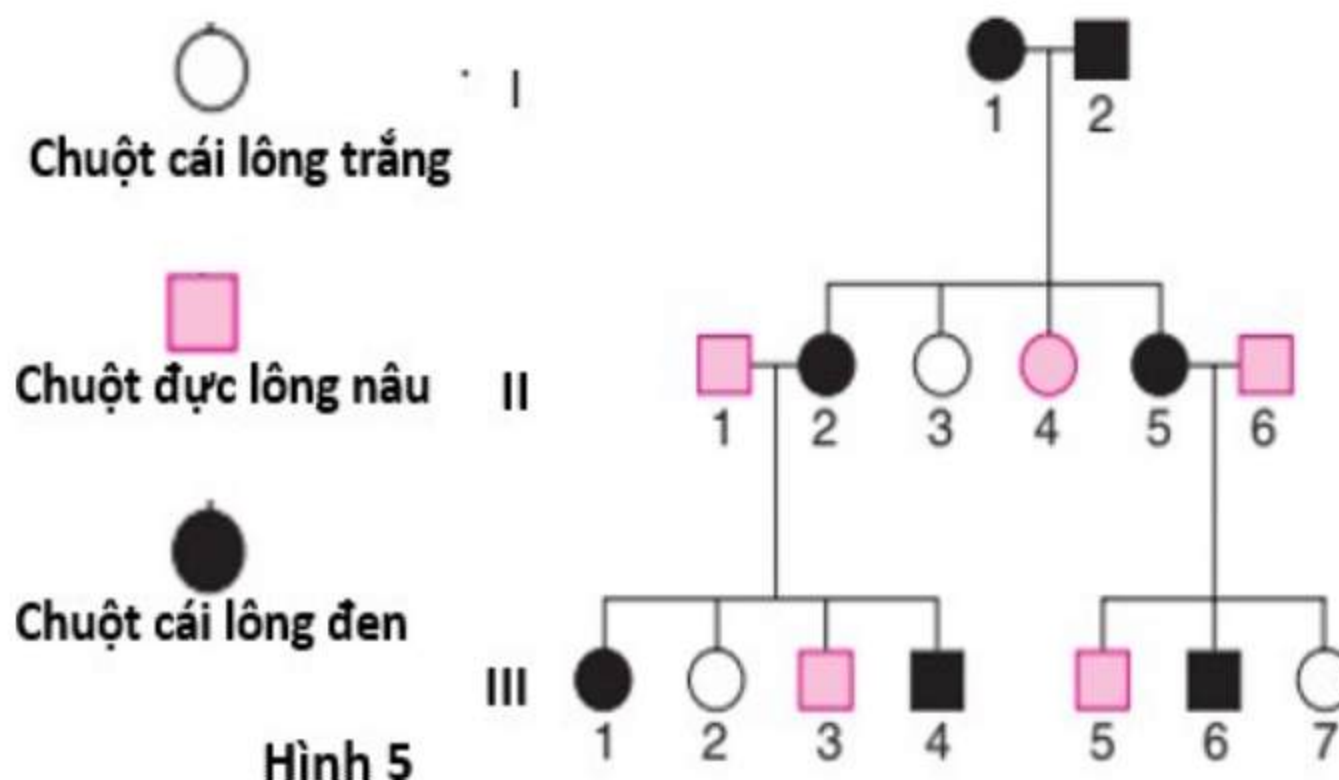 I
1 2
Chuột cái lông trắng
Chuột đực lông nâu
II
1 2 3 4 5 6
Chuột cái lông đen
III
1 2 3 4 5 6 7
Hình 5